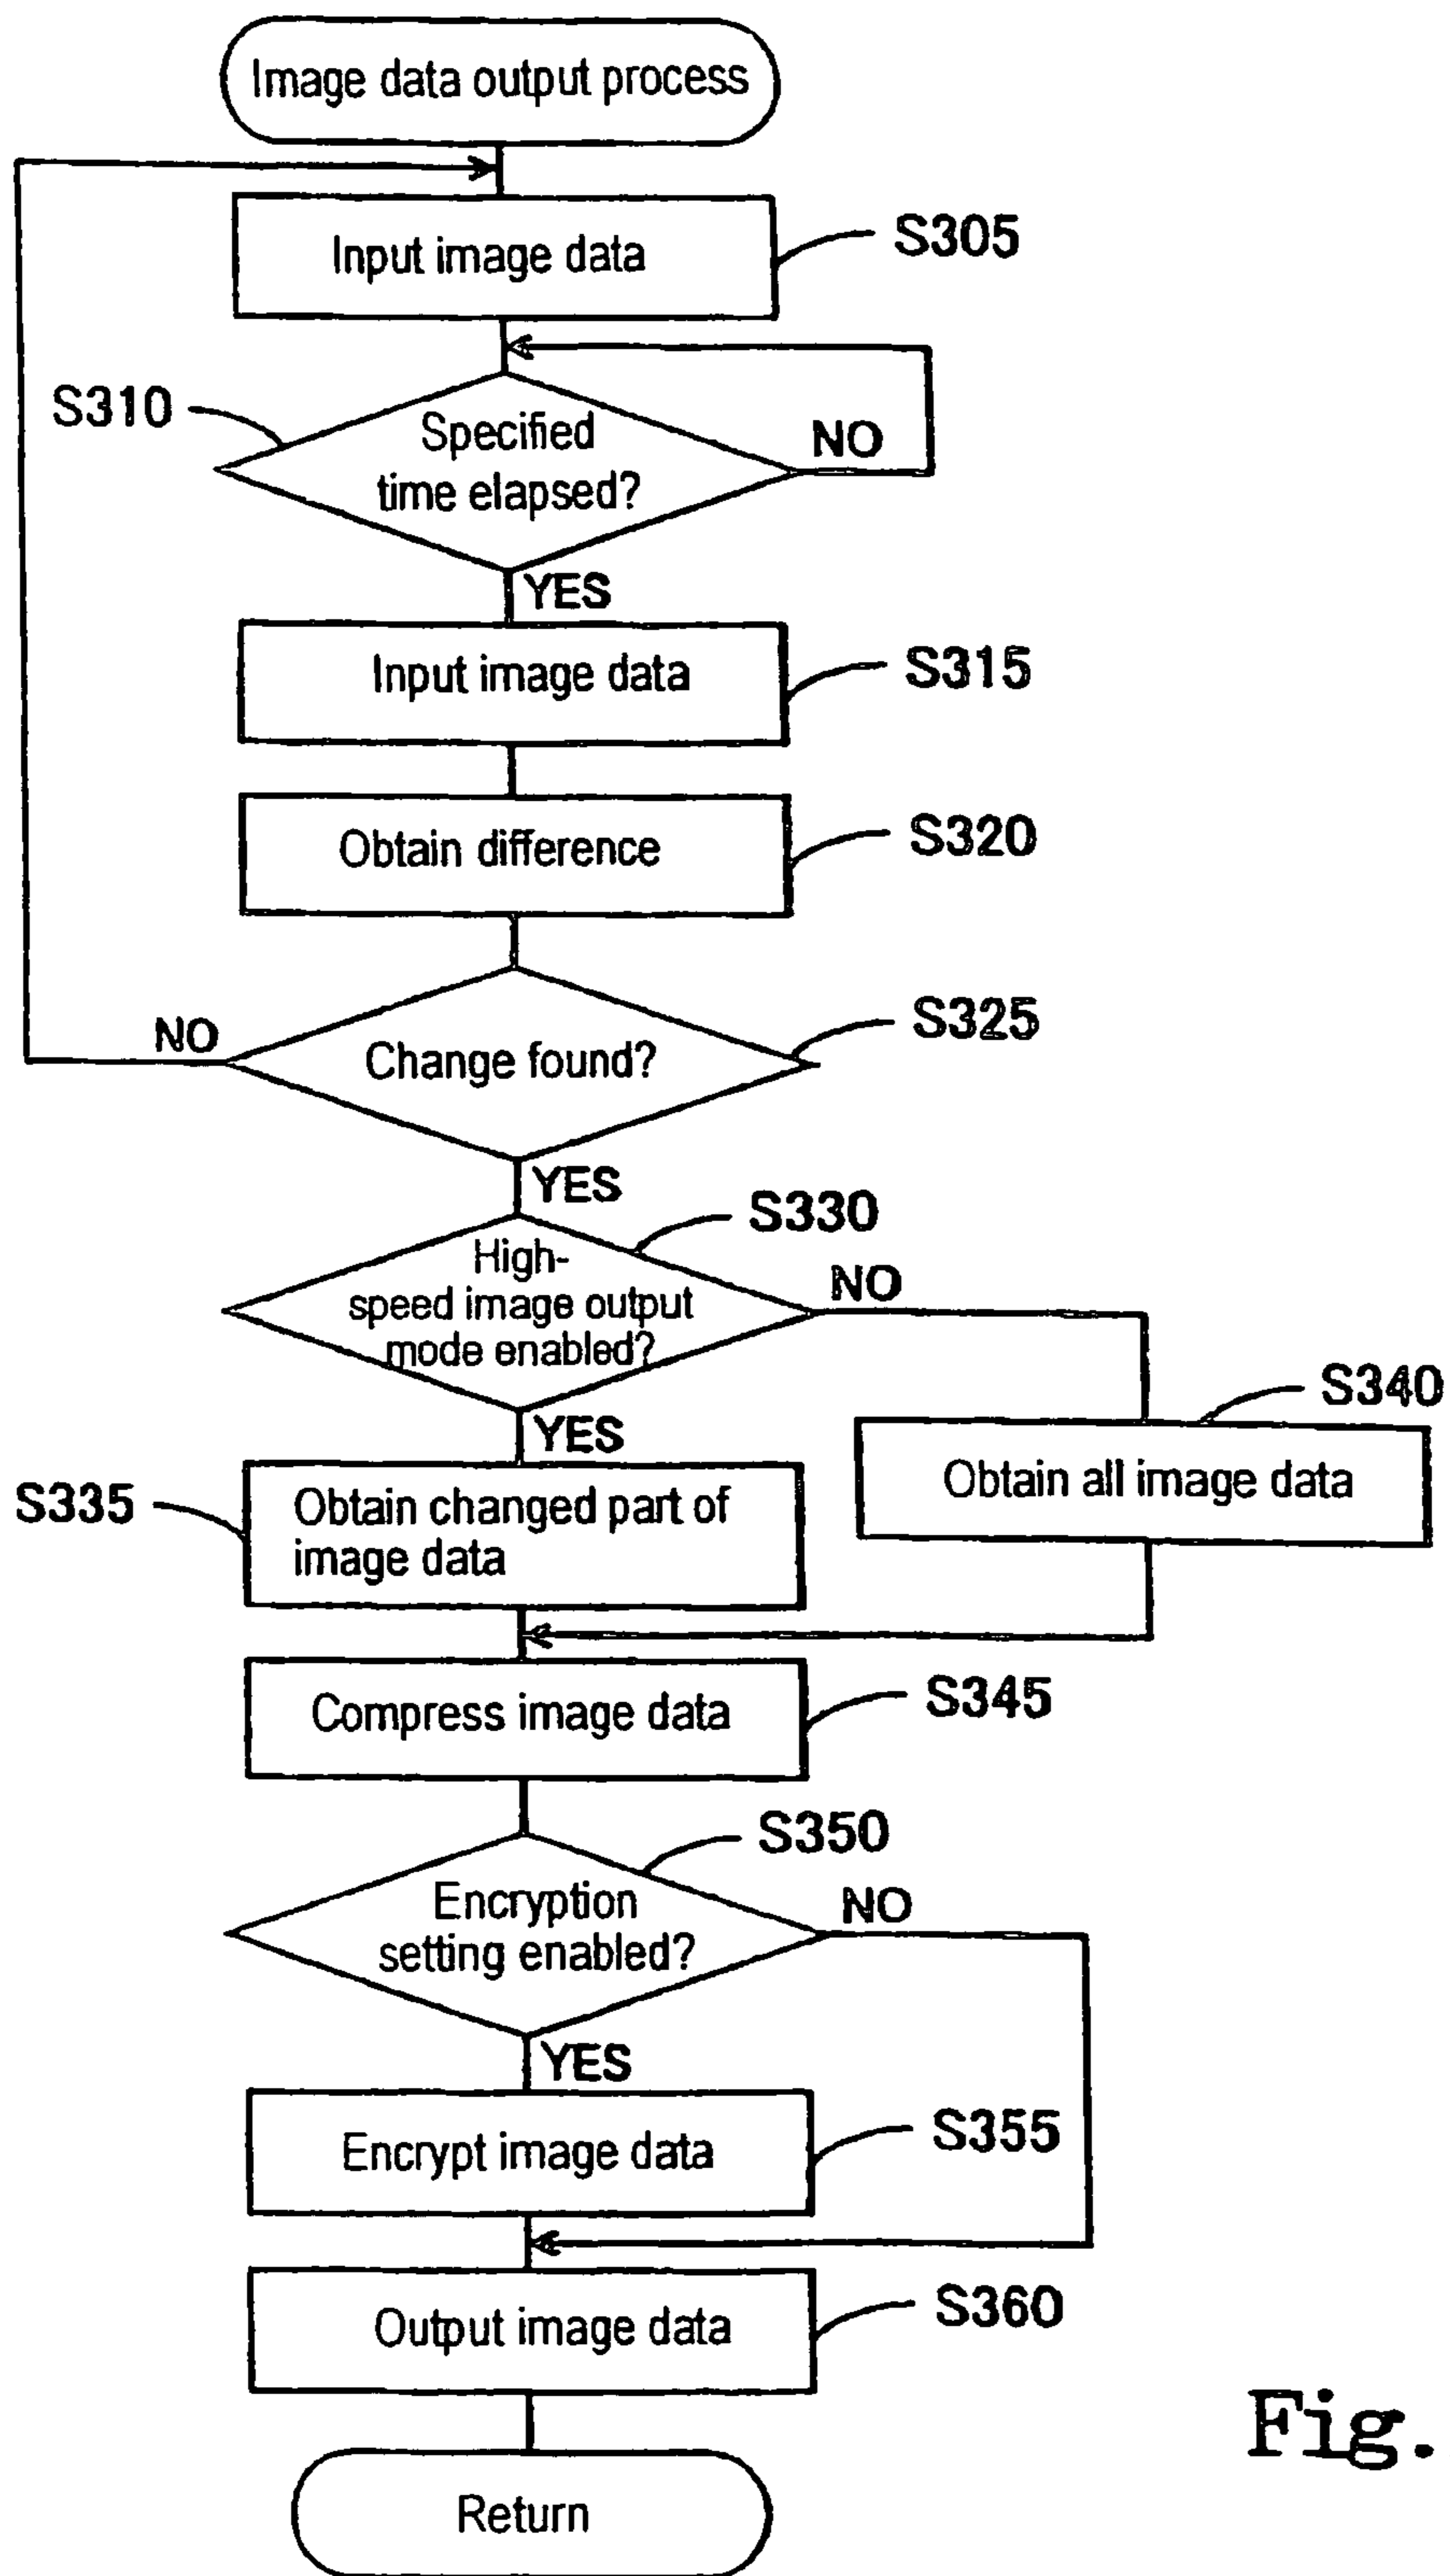 Image data output process
Input image data
S305
S310
Specified
time elapsed?
NO
YES
Input image data
S315
Obtain difference
S320
S325
NO
Change found?
YES
S330
High-
speed image output
mode enabled?
NO
YES
S340
S335
Obtain changed part of
image data
Obtain all image data
Compress image data
S345
S350
Encryption
setting enabled?
NO
YES
Encrypt image data
S355
Output image data
S360
Return
Fig.